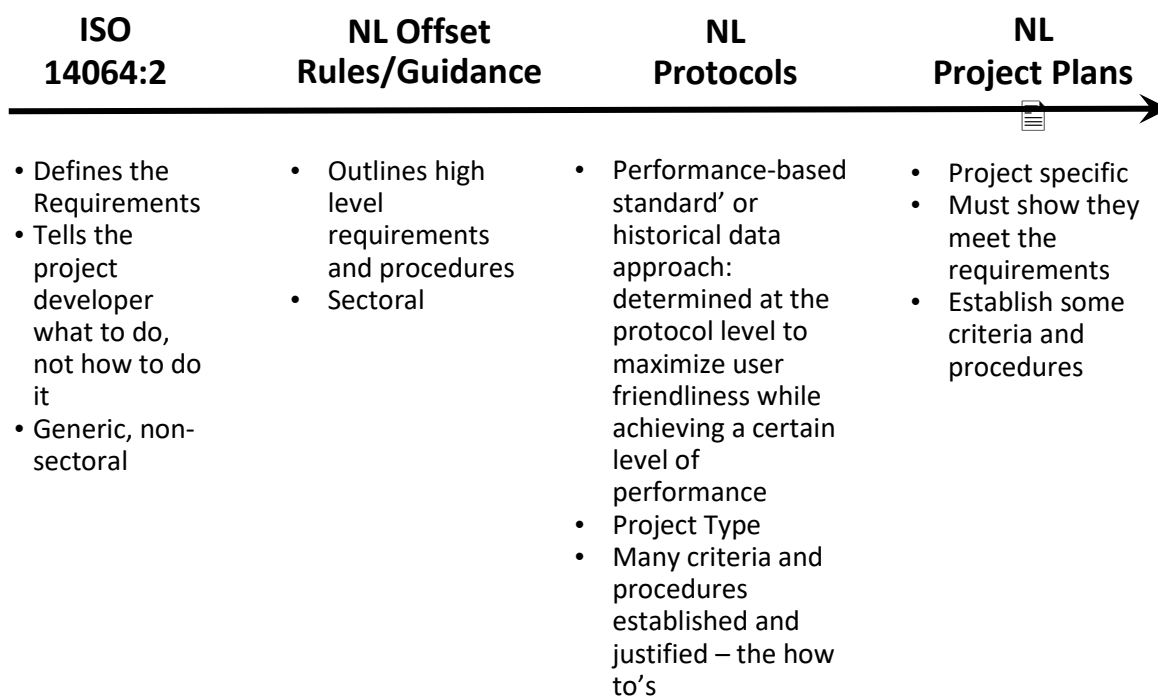 ISO
14064:2
NL Offset
Rules/Guidance
NL
Protocols
NL
Project Plans
• Defines the
Requirements
• Tells the
project
developer
what to do,
not how to do
it
• Generic, non-
sectoral
• Outlines high
level
requirements
and procedures
• Sectoral
• Performance-based
standard’ or
historical data
approach:
determined at the
protocol level to
maximize user
friendliness while
achieving a certain
level of
performance
• Project Type
• Many criteria and
procedures
established and
justified – the how
to’s
• Project specific
• Must show they
meet the
requirements
• Establish some
criteria and
procedures